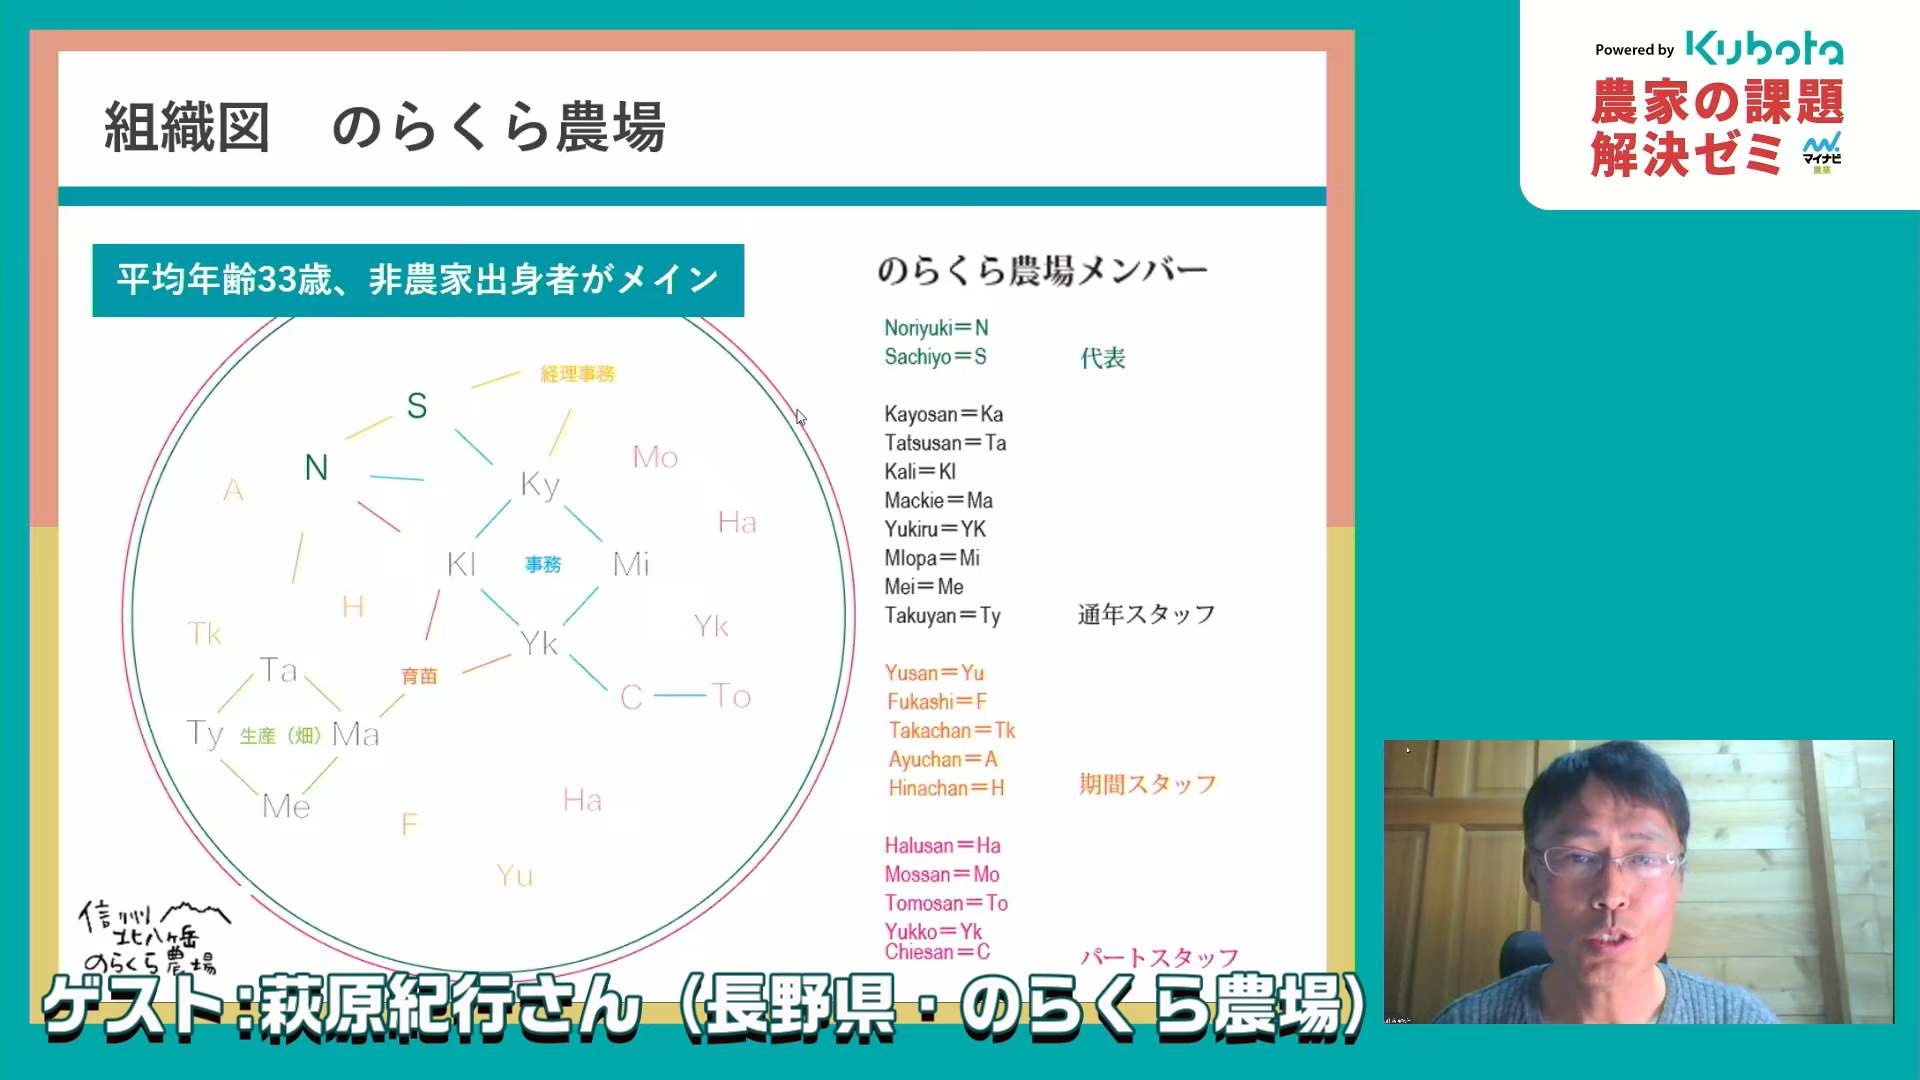 Powered by Kubota
農家の課題
解決ゼミ
マイナビ
農業
組織図 のらくら農場
平均年齢33歳、非農家出身者がメイン
のらくら農場メンバー
Noriyuki=N
Sachiyo=S 代表
Kayosan=Ka
Tatsusan=Ta
Kali=Kl
Mackie=Ma
Yukiru=YK
Mlopa=Mi
Mei=Me
Takuyan=Ty 通年スタッフ
Yusan=Yu
Fukashi=F
Takachan=Tk
Ayuchan=A
Hinachan=H 期間スタッフ
Halusan=Ha
Mossan=Mo
Tomosan=To
Yukko=Yk
Chiesan=C パートスタッフ
経理事務
S
N
Ky
Mo
A
Ha
Kl 事務 Mi
H
Tk
Yk
Yk
Ta
育苗
C To
Ty 生産（畑） Ma
Me
Ha
F
Yu
信州
北八ヶ岳
のらくら農場
ゲスト:萩原紀行さん（長野県・のらくら農場）